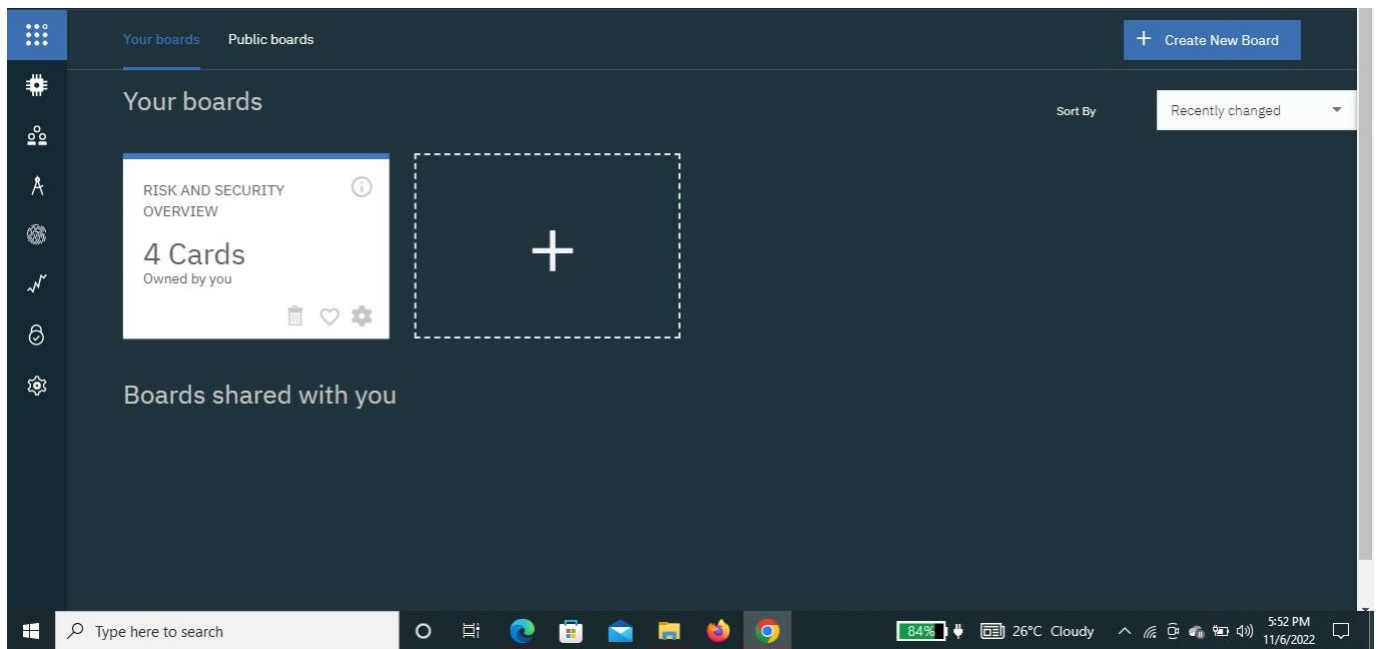 Your boards Public boards
+ Create New Board
Your boards
Sort By
Recently changed
RISK AND SECURITY
OVERVIEW
4 Cards
Owned by you
Boards shared with you
Type here to search
84%
26°C Cloudy
5:52 PM
11/6/2022